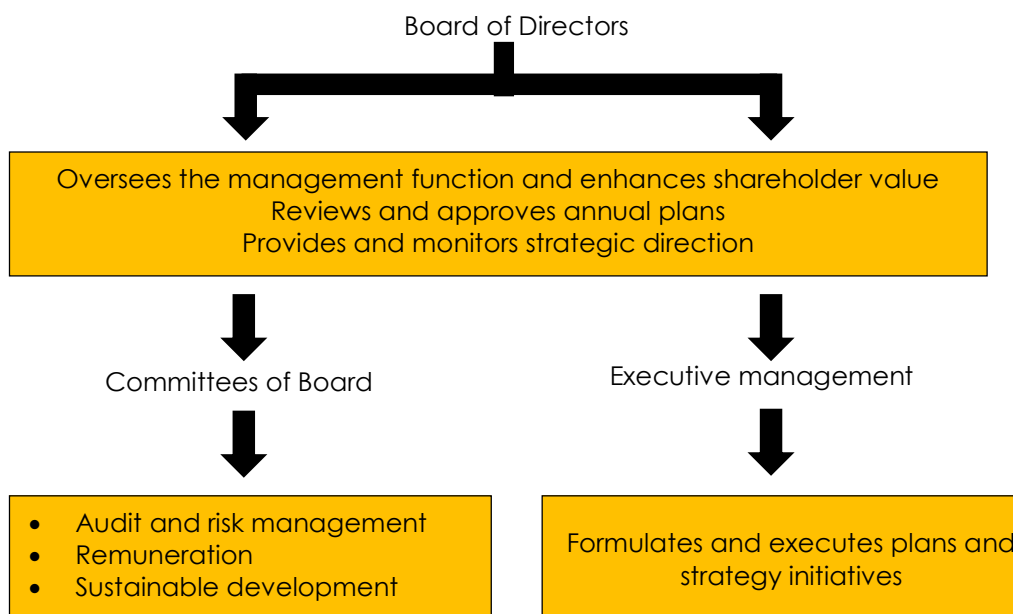 Board of Directors
Oversees the management function and enhances shareholder value
Reviews and approves annual plans
Provides and monitors strategic direction
Committees of Board
Executive management
• Audit and risk management
• Remuneration
• Sustainable development
Formulates and executes plans and
strategy initiatives